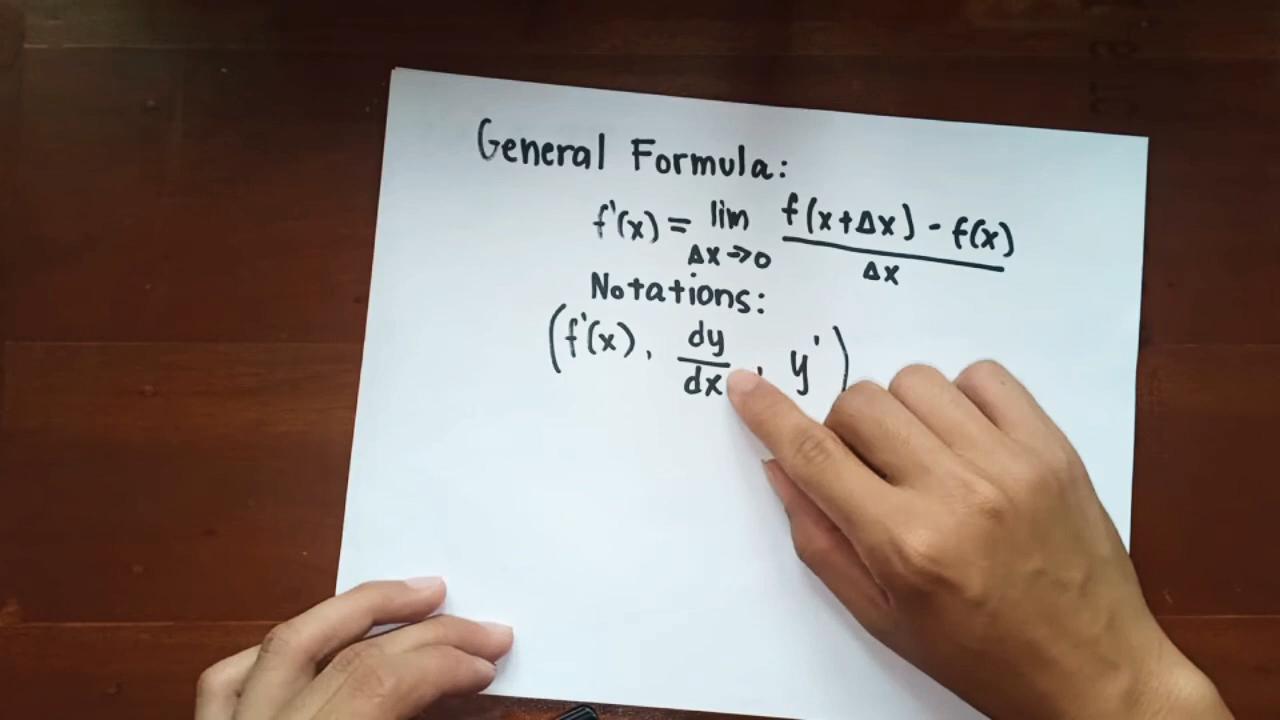 General Formula:
f'(x) = lim Δx→0 f(x+Δx) - f(x) / Δx
Notations:
(f'(x), dy/dx, y')